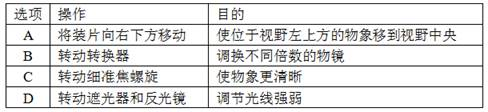 选项 操作 目的
A 将装片向右下方移动 使位于视野左上方的物象移到视野中央
B 转动转换器 调换不同倍数的物镜
C 转动细准焦螺旋 使物象更清晰
D 转动遮光器和反光镜 调节光线强弱